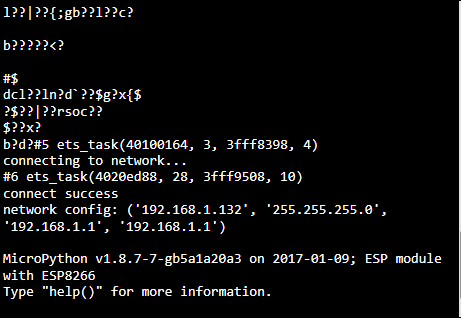 l??|??{;gb??l??c?
b?????<?
#$
dcl??ln?d`??$g?x{$
?$??|??rsoc??
$??x?
b?d?#5 ets_task(40100164, 3, 3fff8398, 4)
connecting to network...
#6 ets_task(4020ed88, 28, 3fff9508, 10)
connect success
network config: ('192.168.1.132', '255.255.255.0',
'192.168.1.1', '192.168.1.1')
MicroPython v1.8.7-7-gb5a1a20a3 on 2017-01-09; ESP module
with ESP8266
Type "help()" for more information.